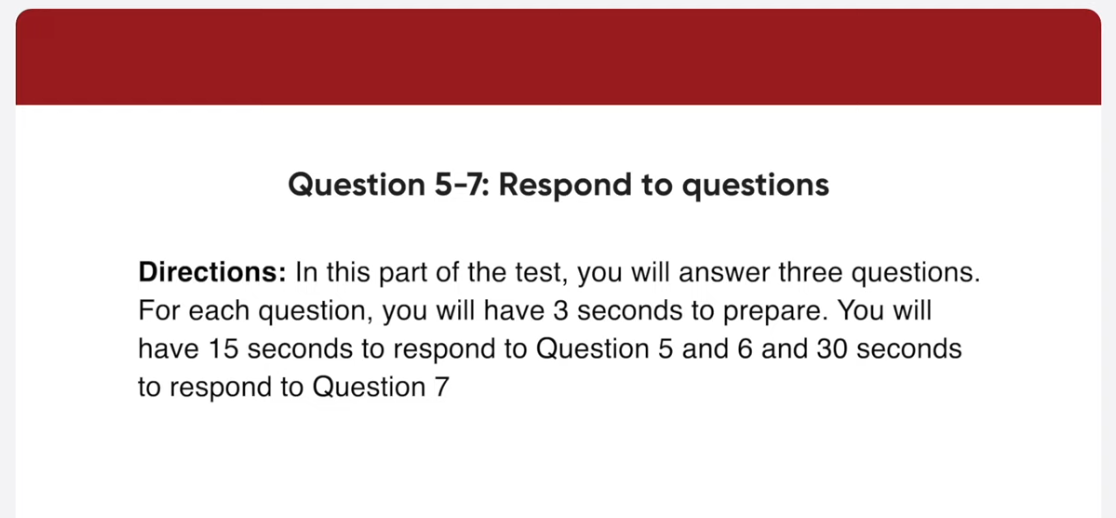 Question 5-7: Respond to questions
Directions: In this part of the test, you will answer three questions.
For each question, you will have 3 seconds to prepare. You will
have 15 seconds to respond to Question 5 and 6 and 30 seconds
to respond to Question 7